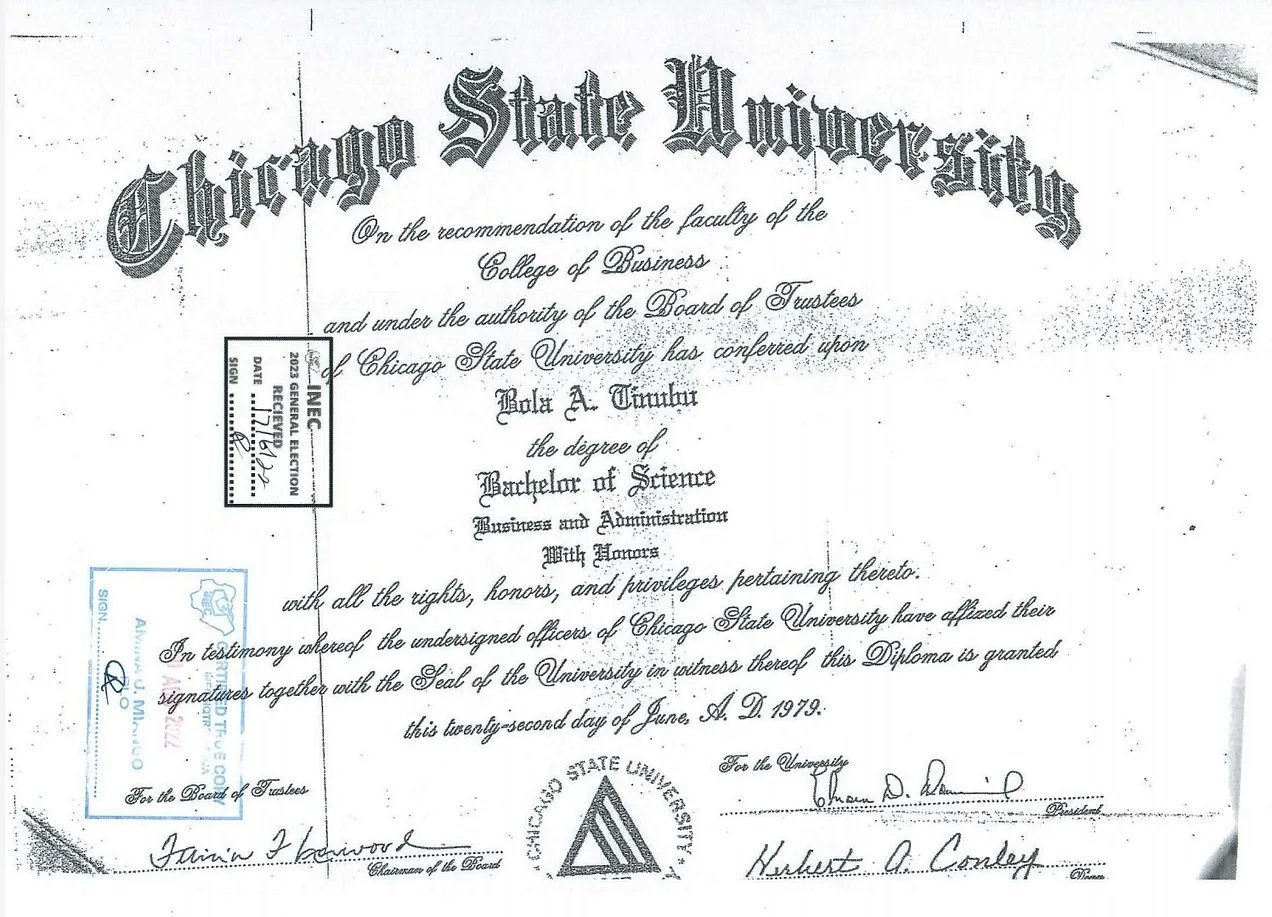 Chicago State University
On the recommendation of the faculty of the
College of Business
and under the authority of the Board of Trustees
of Chicago State University has conferred upon
Bola A. Tinubu
the degree of
Bachelor of Science
Business and Administration
With Honors
with all the rights, honors, and privileges pertaining thereto.
In testimony whereof the undersigned officers of Chicago State University have affixed their
signatures together with the Seal of the University in witness thereof this Diploma is granted
this twenty-second day of June, A. D. 1979.
INEC
2023 GENERAL ELECTION
RECIEVED
DATE 17/6/22
SIGN
CERTIFIED TRUE COPY
2022
AMINA U. MIANGO
SIGN.
For the Board of Trustees
Chairman of the Board
CHICAGO STATE UNIVERSITY
For the University
President
Herbert A. Conley
Dean